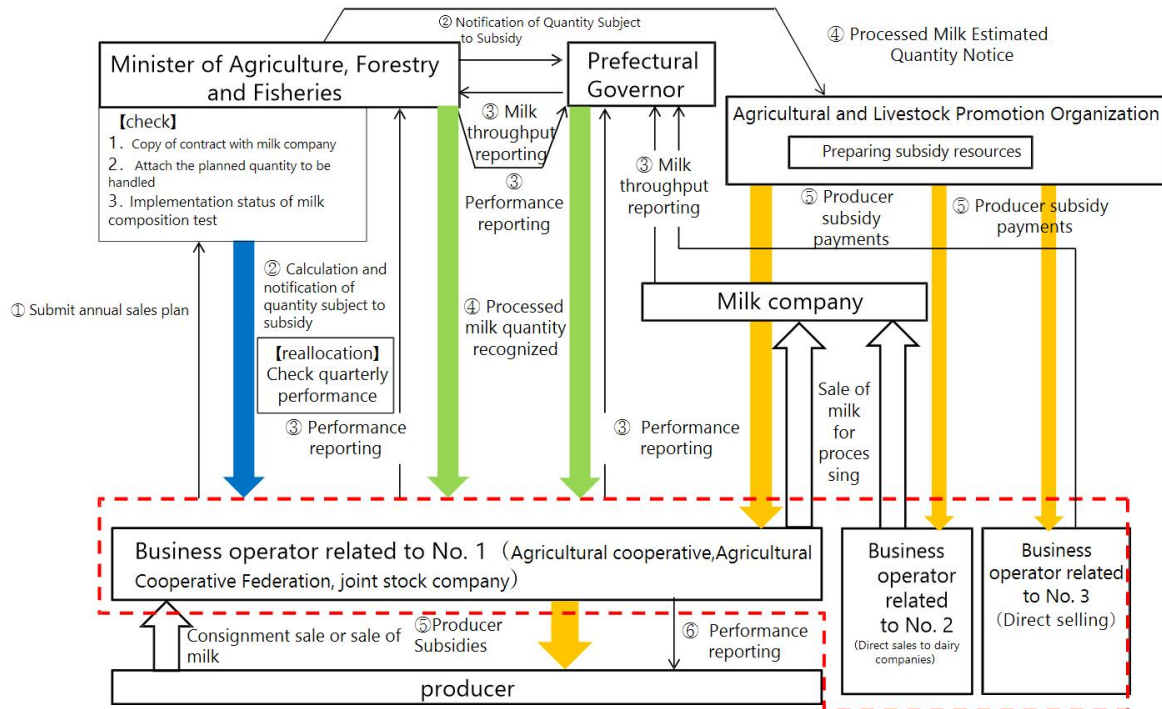 ② Notification of Quantity Subject
to Subsidy
④ Processed Milk Estimated
Quantity Notice
Minister of Agriculture, Forestry
and Fisheries
Prefectural
Governor
Agricultural and Livestock Promotion Organization
Preparing subsidy resources
【check】
1. Copy of contract with milk company
2. Attach the planned quantity to be
handled
3. Implementation status of milk
composition test
③ Milk
throughput
reporting
③
Performance
reporting
③ Milk
throughput
reporting
⑤ Producer
subsidy
payments
⑤ Producer subsidy
payments
① Submit annual sales plan
② Calculation and
notification of
quantity subject to
subsidy
【reallocation】
Check quarterly
performance
④ Processed
milk quantity
recognized
Milk company
③ Performance
reporting
③ Performance
reporting
Sale of
milk
for
proces
sing
Business operator related to No. 1（Agricultural cooperative,Agricultural
Cooperative Federation, joint stock company）
Business
operator
related
to No. 2
(Direct sales to dairy
companies)
Business
operator related
to No. 3
（Direct selling）
Consignment sale or sale of
milk
⑤Producer
Subsidies
⑥ Performance
reporting
producer